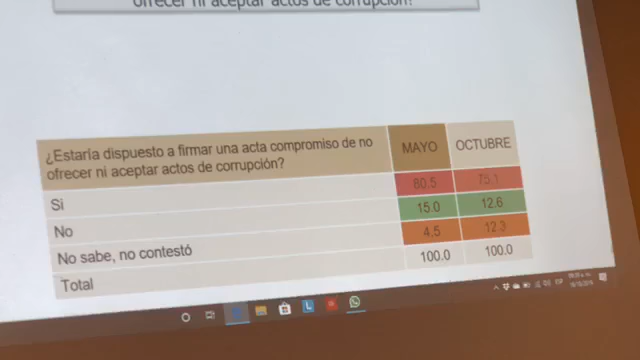 ofrecer ni aceptar actos de corrupción?
¿Estaría dispuesto a firmar una acta compromiso de no
ofrecer ni aceptar actos de corrupción?
MAYO OCTUBRE
Si 80.5 75.1
No 15.0 12.6
No sabe, no contestó 4.5 12.3
Total 100.0 100.0
ESP